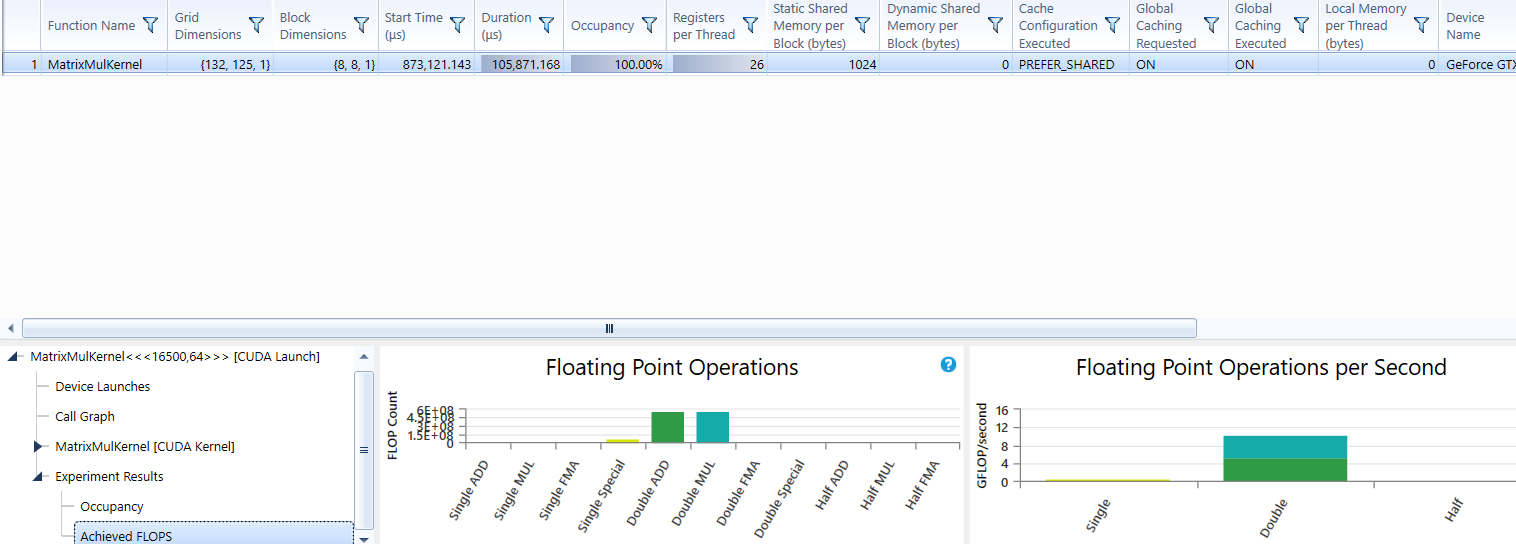 Function Name
Grid
Dimensions
Block
Dimensions
Start Time
(µs)
Duration
(µs)
Occupancy
Registers
per Thread
Static Shared
Memory per
Block (bytes)
Dynamic Shared
Memory per
Block (bytes)
Cache
Configuration
Executed
Global
Caching
Requested
Global
Caching
Executed
Local Memory
per Thread
(bytes)
Device
Name
1 MatrixMulKernel {132, 125, 1} {8, 8, 1} 873,121.143 105,871.168 100.00% 26 1024 0 PREFER_SHARED ON ON 0 GeForce GTX
MatrixMulKernel<<<16500,64>>> [CUDA Launch]
Device Launches
Call Graph
MatrixMulKernel [CUDA Kernel]
Experiment Results
Occupancy
Achieved FLOPS
Floating Point Operations
?
FLOP Count
6E+08
4.5E+08
3E+08
1.5E+08
0
Single ADD
Single MUL
Single FMA
Single Special
Double ADD
Double MUL
Double FMA
Double Special
Half ADD
Half MUL
Half FMA
Floating Point Operations per Second
GFLOP/second
16
12
8
4
0
Single
Double
Half